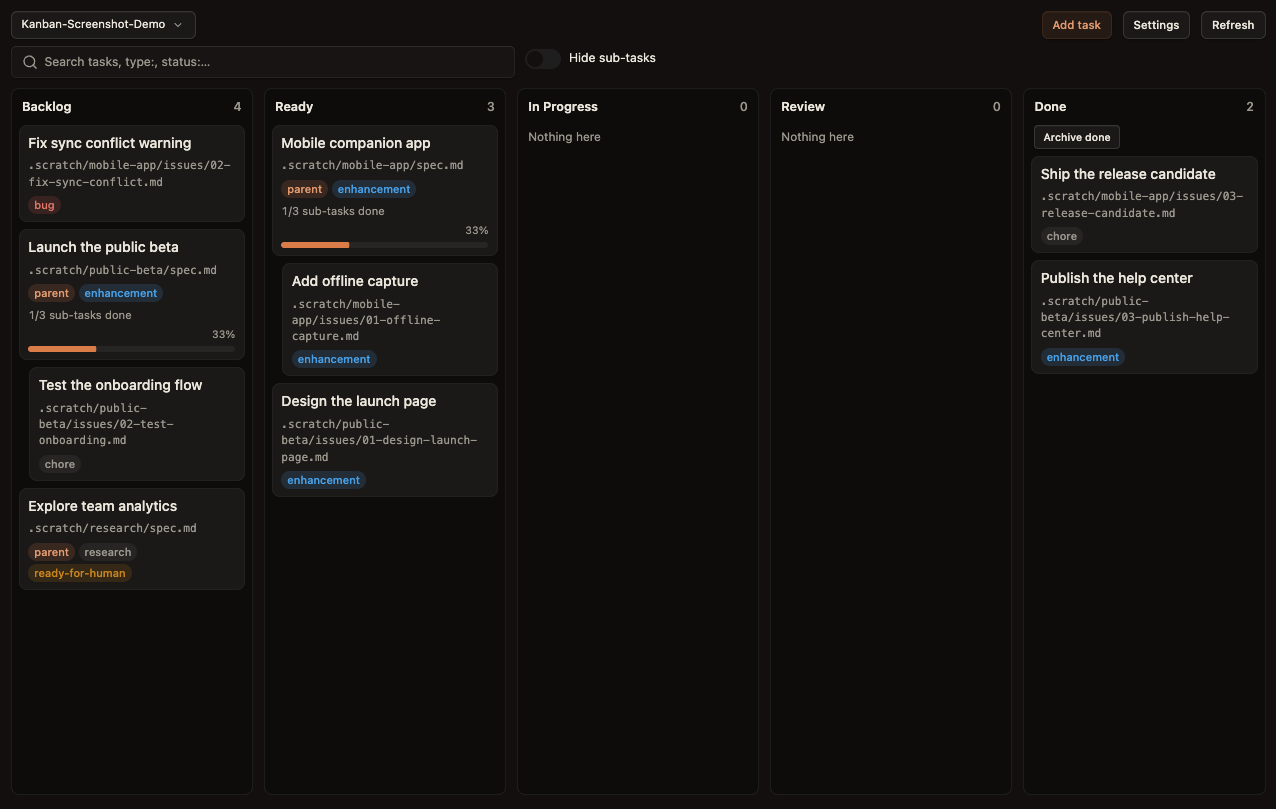 Kanban-Screenshot-Demo
Add task
Settings
Refresh
Search tasks, type:, status:...
Hide sub-tasks
Backlog
4
Fix sync conflict warning
.scratch/mobile-app/issues/02-
fix-sync-conflict.md
bug
Launch the public beta
.scratch/public-beta/spec.md
parent
enhancement
1/3 sub-tasks done
33%
Test the onboarding flow
.scratch/public-
beta/issues/02-test-
onboarding.md
chore
Explore team analytics
.scratch/research/spec.md
parent
research
ready-for-human
Ready
3
Mobile companion app
.scratch/mobile-app/spec.md
parent
enhancement
1/3 sub-tasks done
33%
Add offline capture
.scratch/mobile-
app/issues/01-offline-
capture.md
enhancement
Design the launch page
.scratch/public-
beta/issues/01-design-launch-
page.md
enhancement
In Progress
0
Nothing here
Review
0
Nothing here
Done
2
Archive done
Ship the release candidate
.scratch/mobile-app/issues/03-
release-candidate.md
chore
Publish the help center
.scratch/public-
beta/issues/03-publish-help-
center.md
enhancement